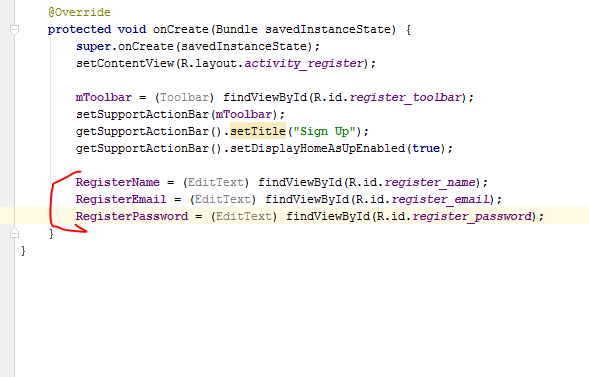 @Override
protected void onCreate(Bundle savedInstanceState) {
super.onCreate(savedInstanceState);
setContentView(R.layout.activity_register);
mToolbar = (Toolbar) findViewById(R.id.register_toolbar);
setSupportActionBar(mToolbar);
getSupportActionBar().setTitle("Sign Up");
getSupportActionBar().setDisplayHomeAsUpEnabled(true);
RegisterName = (EditText) findViewById(R.id.register_name);
RegisterEmail = (EditText) findViewById(R.id.register_email);
RegisterPassword = (EditText) findViewById(R.id.register_password);
}
}